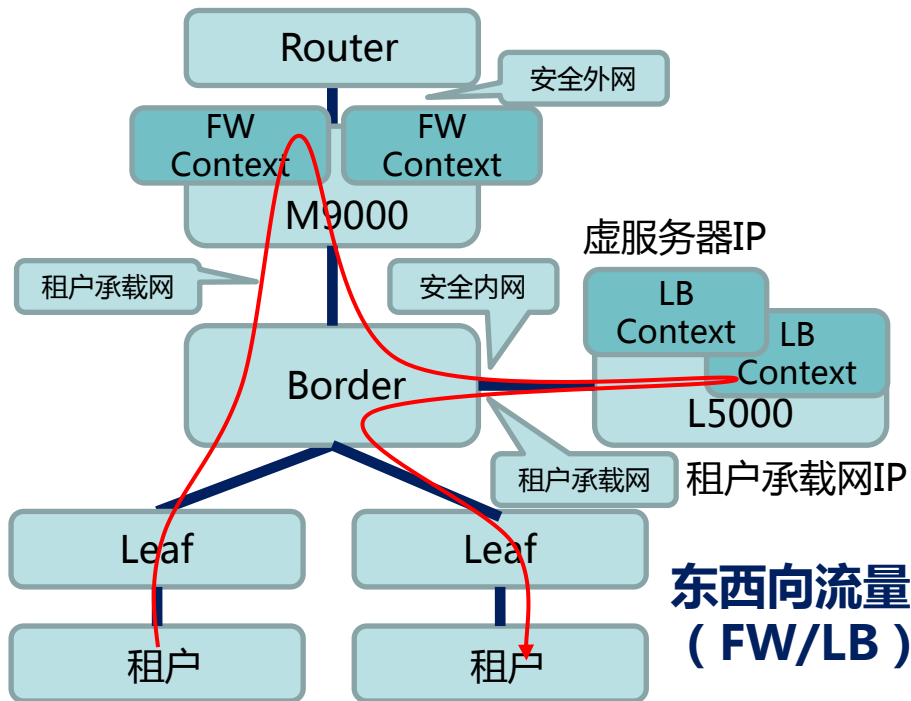 Router
安全外网
FW
Context
FW
Context
M9000
虚服务器IP
租户承载网
安全内网
LB
Context
LB
Context
Border
L5000
租户承载网
租户承载网IP
Leaf
Leaf
东西向流量
（FW/LB）
租户
租户